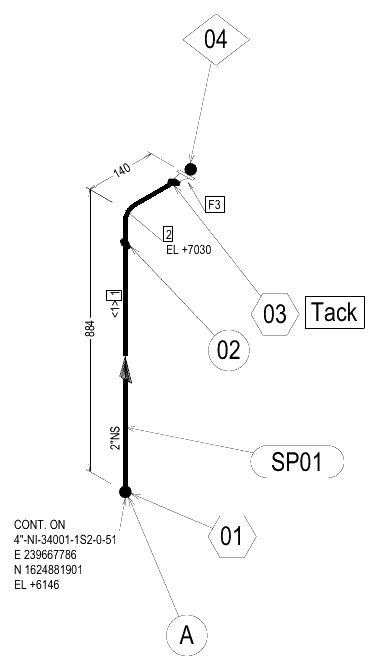 04
140
F3
2
EL +7030
<1> 1
03
Tack
02
884
2"NS
SP01
CONT. ON
4"-NI-34001-1S2-0-51
E 239667786
N 1624881901
EL +6146
01
A